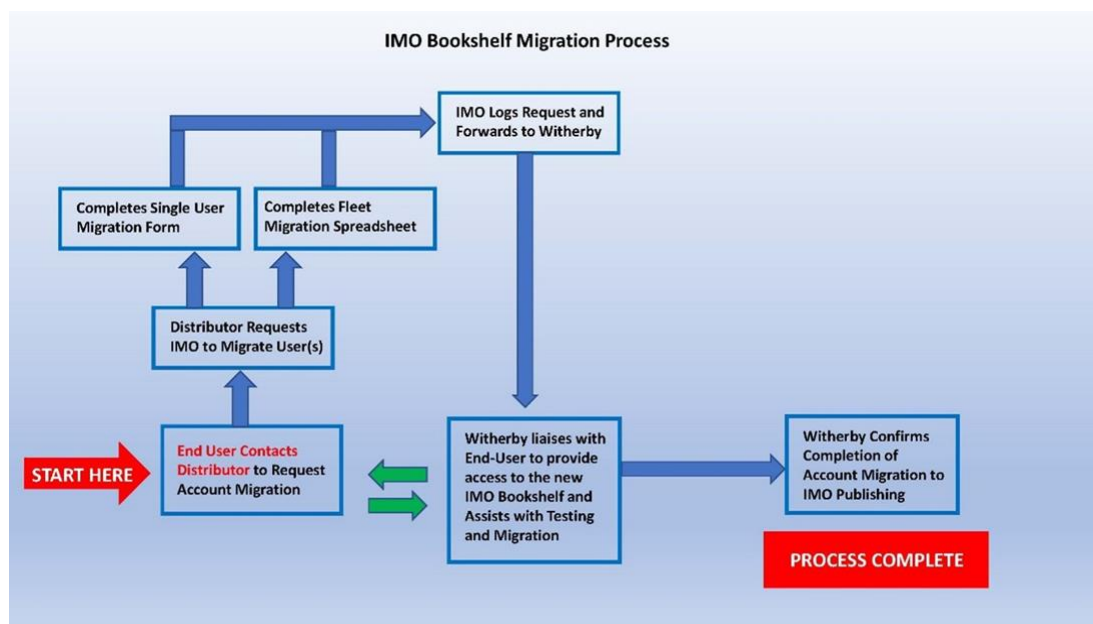 IMO Bookshelf Migration Process
IMO Logs Request and
Forwards to Witherby
Completes Single User
Migration Form
Completes Fleet
Migration Spreadsheet
Distributor Requests
IMO to Migrate User(s)
START HERE
End User Contacts
Distributor to Request
Account Migration
Witherby liaises with
End-User to provide
access to the new
IMO Bookshelf and
Assists with Testing
and Migration
Witherby Confirms
Completion of
Account Migration to
IMO Publishing
PROCESS COMPLETE